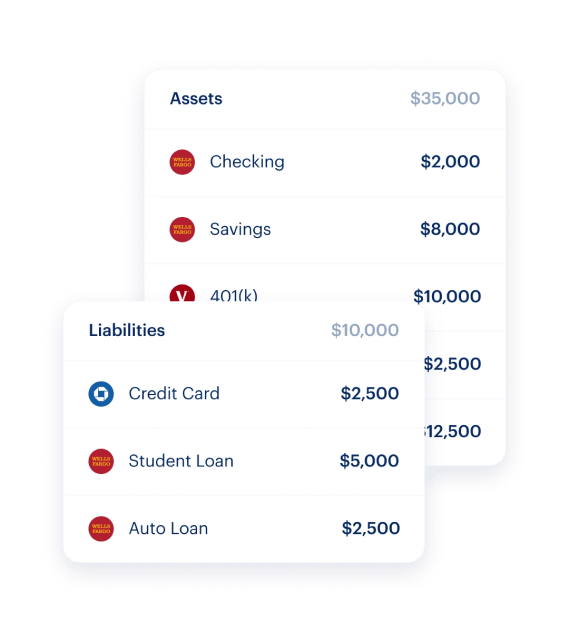 Assets $35,000
WELLS FARGO Checking $2,000
WELLS FARGO Savings $8,000
V 401(k) $10,000
$2,500
$12,500
Liabilities $10,000
Credit Card $2,500
WELLS FARGO Student Loan $5,000
WELLS FARGO Auto Loan $2,500